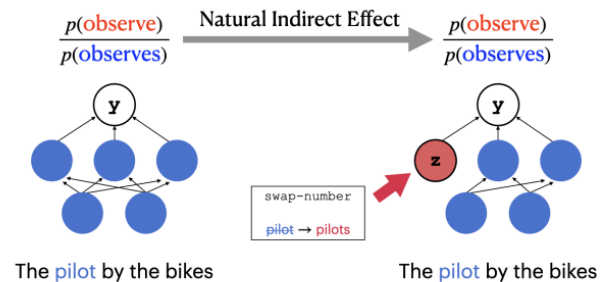 Natural Indirect Effect
p(observe)
p(observes)
p(observe)
p(observes)
y
y
z
swap-number
pilot → pilots
The pilot by the bikes
The pilot by the bikes